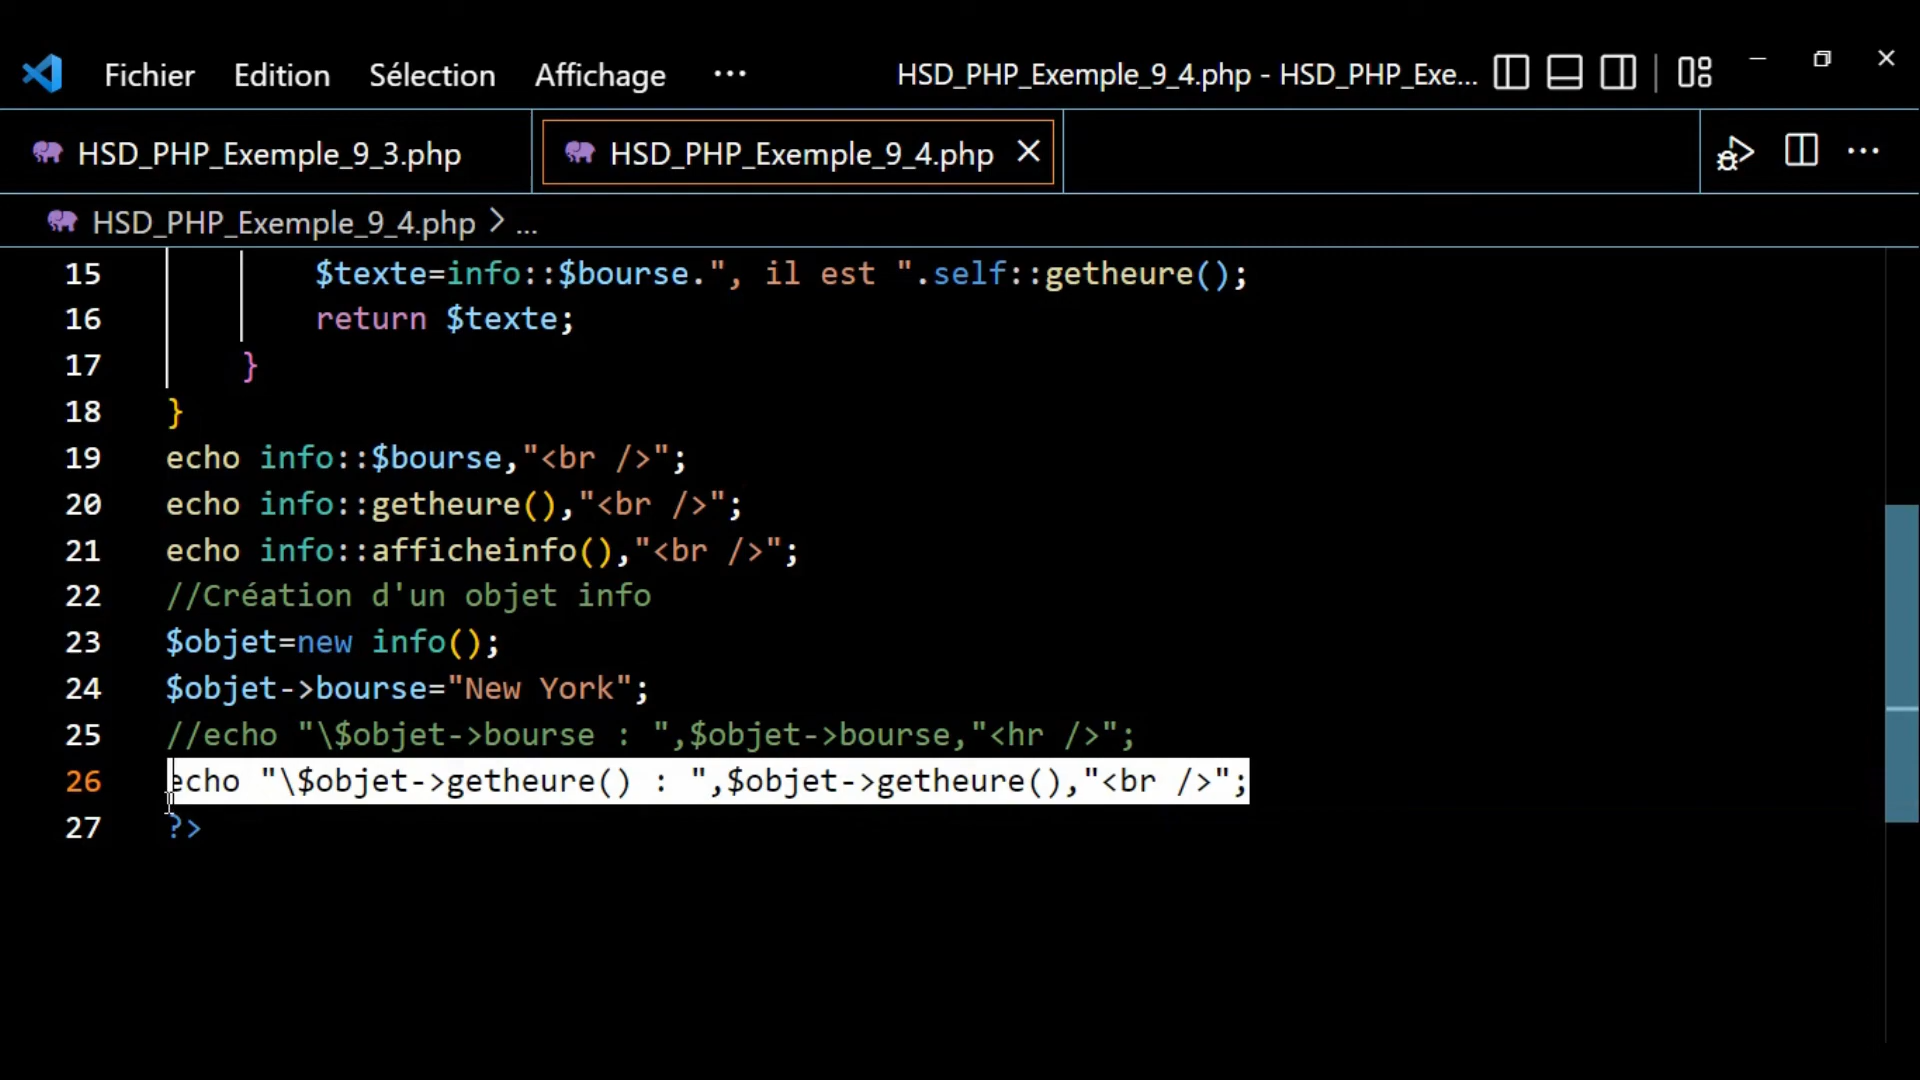 Fichier Edition Sélection Affichage ··· HSD_PHP_Exemple_9_4.php - HSD_PHP_Exe...
HSD_PHP_Exemple_9_3.php HSD_PHP_Exemple_9_4.php
HSD_PHP_Exemple_9_4.php > ...
15 $texte=info::$bourse.", il est ".self::getheure();
16 return $texte;
17 }
18 }
19 echo info::$bourse,"<br />";
20 echo info::getheure(),"<br />";
21 echo info::afficheinfo(),"<br />";
22 //Création d'un objet info
23 $objet=new info();
24 $objet->bourse="New York";
25 //echo "\$objet->bourse : ",$objet->bourse,"<hr />";
26 echo "\$objet->getheure() : ",$objet->getheure(),"<br />";
27 ?>